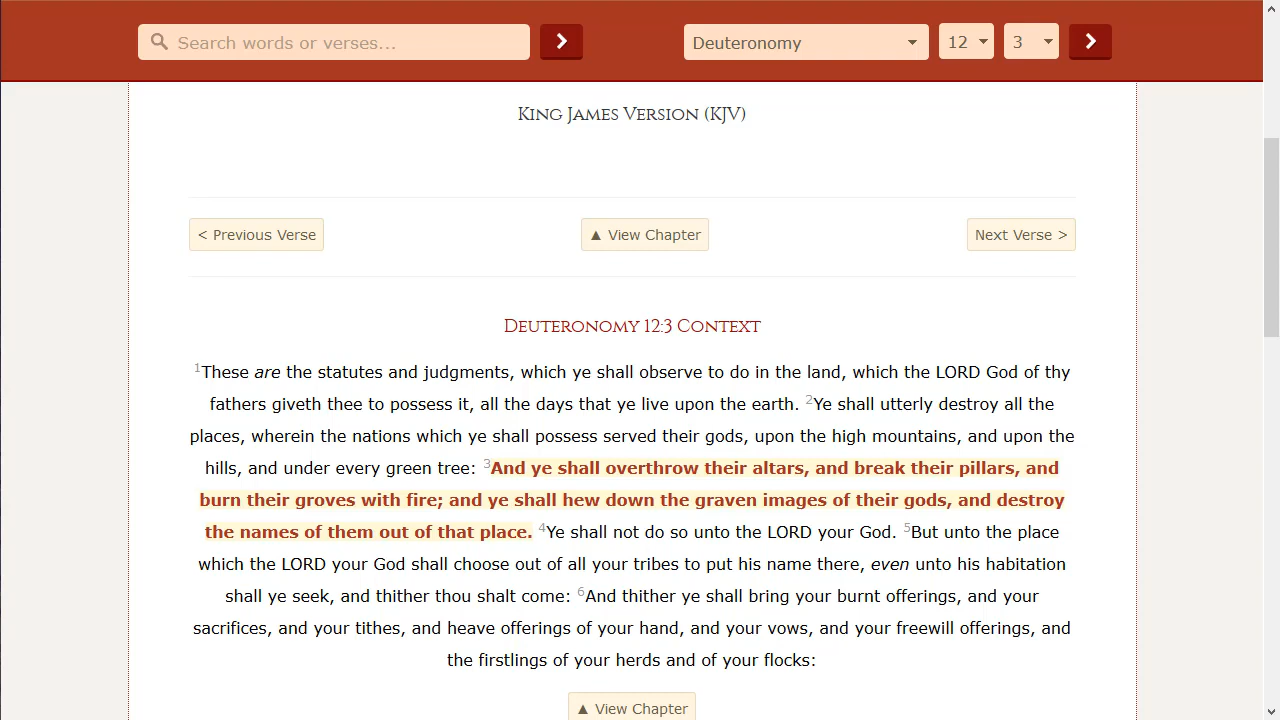 Search words or verses...
Deuteronomy
12
3
King James Version (KJV)
< Previous Verse
▲ View Chapter
Next Verse >
Deuteronomy 12:3 Context
1These are the statutes and judgments, which ye shall observe to do in the land, which the LORD God of thy
fathers giveth thee to possess it, all the days that ye live upon the earth. 2Ye shall utterly destroy all the
places, wherein the nations which ye shall possess served their gods, upon the high mountains, and upon the
hills, and under every green tree: 3And ye shall overthrow their altars, and break their pillars, and
burn their groves with fire; and ye shall hew down the graven images of their gods, and destroy
the names of them out of that place. 4Ye shall not do so unto the LORD your God. 5But unto the place
which the LORD your God shall choose out of all your tribes to put his name there, even unto his habitation
shall ye seek, and thither thou shalt come: 6And thither ye shall bring your burnt offerings, and your
sacrifices, and your tithes, and heave offerings of your hand, and your vows, and your freewill offerings, and
the firstlings of your herds and of your flocks:
▲ View Chapter